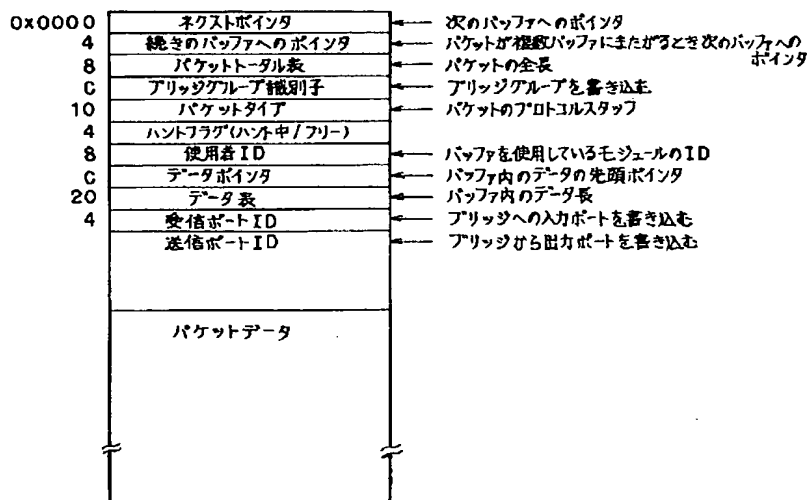 0x0000 ネクストポインタ ← 次のバッファへのポインタ
4 続きのバッファへのポインタ ← パケットが複数バッファにまたがるとき次のバッファへの
ポインタ
8 パケットトータル表 ← パケットの全長
C ブリッジグループ識別子 ← ブリッジグループを書き込む
10 パケットタイプ ← パケットのプロトコルスタップ
4 ハントフラグ(ハント中/フリー)
8 使用者ID ← バッファを使用しているモジュールのID
C データポインタ ← バッファ内のデータの先頭ポインタ
20 データ表 ← バッファ内のデータ長
4 受信ポートID ← ブリッジへの入力ポートを書き込む
送信ポートID ← ブリッジから出力ポートを書き込む
パケットデータ